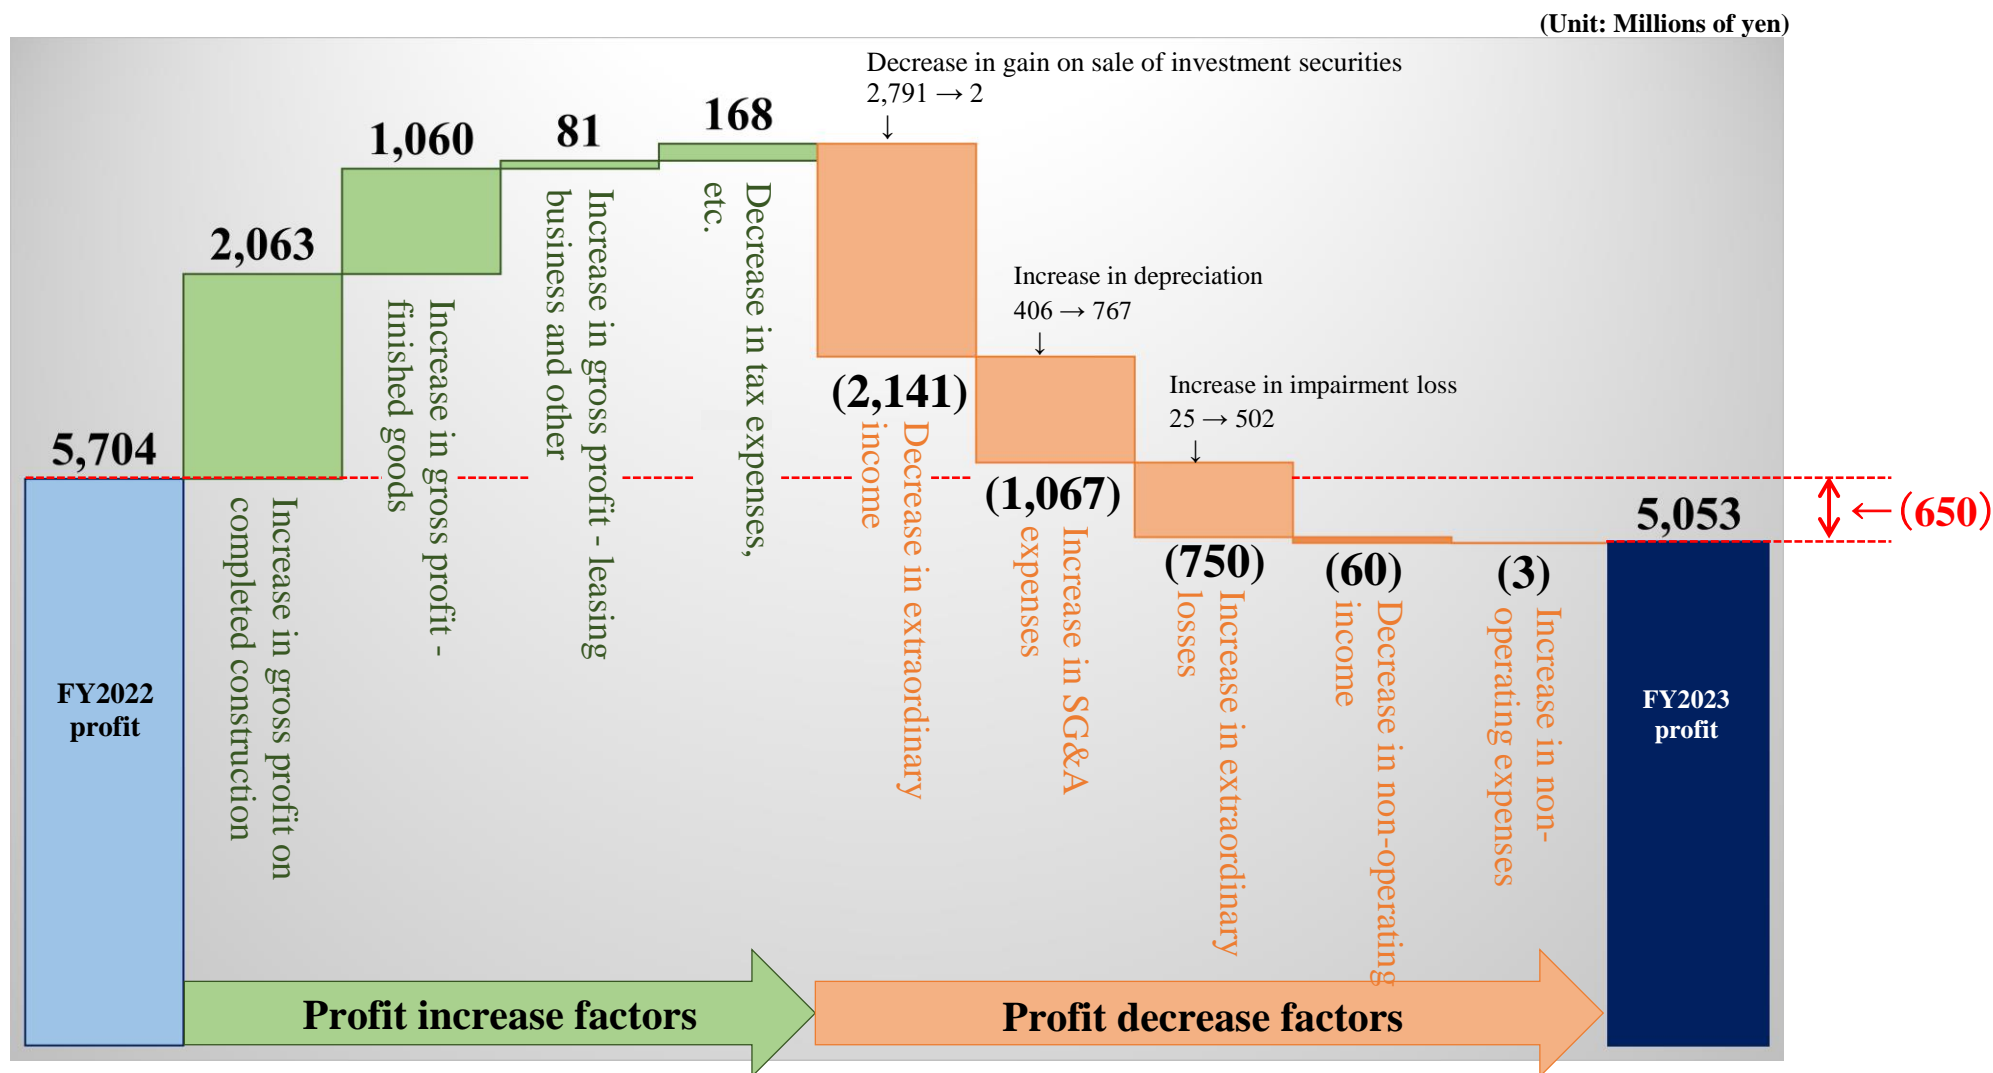 (Unit: Millions of yen)
Decrease in gain on sale of investment securities
2,791 → 2
↓
168
81
1,060
2,063
5,704
Increase in gross profit on
completed construction
Increase in gross profit -
finished goods
Increase in gross profit - leasing
business and other
Decrease in tax expenses,
etc.
Increase in depreciation
406 → 767
↓
Increase in impairment loss
25 → 502
↓
(2,141)
Decrease in extraordinary
income
(1,067)
Increase in SG&A
expenses
(750)
Increase in extraordinary
losses
(60)
Decrease in non-operating
income
(3)
Increase in non-
operating expenses
5,053
←(650)
FY2022
profit
FY2023
profit
Profit increase factors
Profit decrease factors